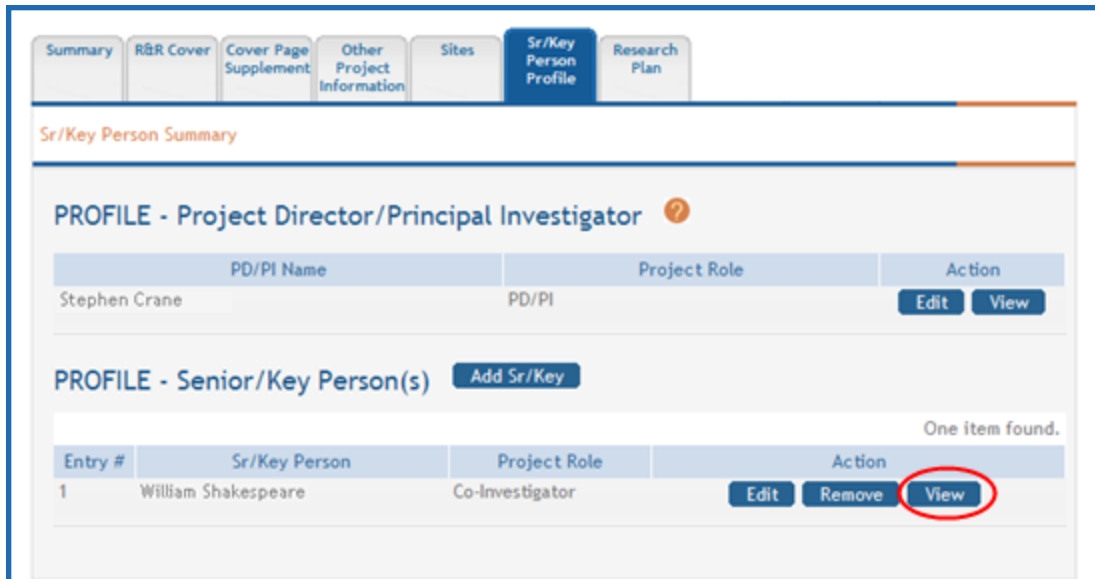 Summary
R&R Cover
Cover Page
Supplement
Other
Project
Information
Sites
Sr/Key
Person
Profile
Research
Plan
Sr/Key Person Summary
PROFILE - Project Director/Principal Investigator ?
PD/PI Name Project Role Action
Stephen Crane PD/PI Edit View
PROFILE - Senior/Key Person(s) Add Sr/Key
One item found.
Entry # Sr/Key Person Project Role Action
1 William Shakespeare Co-Investigator Edit Remove View